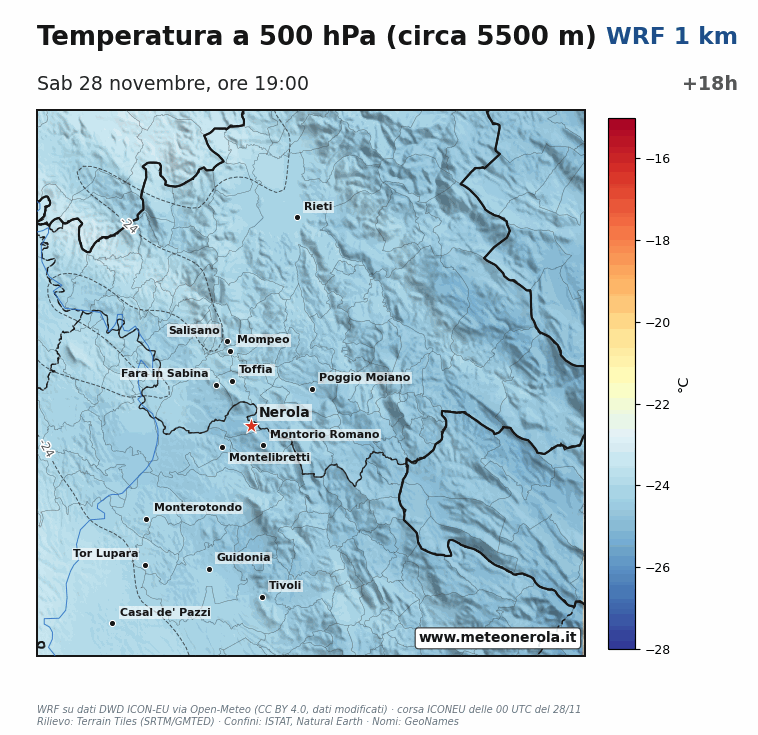 Temperatura a 500 hPa (circa 5500 m) WRF 1 km
Sab 28 novembre, ore 19:00 +18h
-24
Rieti
Salisano
Mompeo
Toffia
Fara in Sabina
Poggio Moiano
Nerola
Montorio Romano
Montelibretti
-24
Monterotondo
Tor Lupara
Guidonia
Tivoli
Casal de' Pazzi
www.meteonerola.it
−16
−18
−20
−22
−24
−26
−28
°C
WRF su dati DWD ICON-EU via Open-Meteo (CC BY 4.0, dati modificati) · corsa ICONEU delle 00 UTC del 28/11
Rilievo: Terrain Tiles (SRTM/GMTED) · Confini: ISTAT, Natural Earth · Nomi: GeoNames